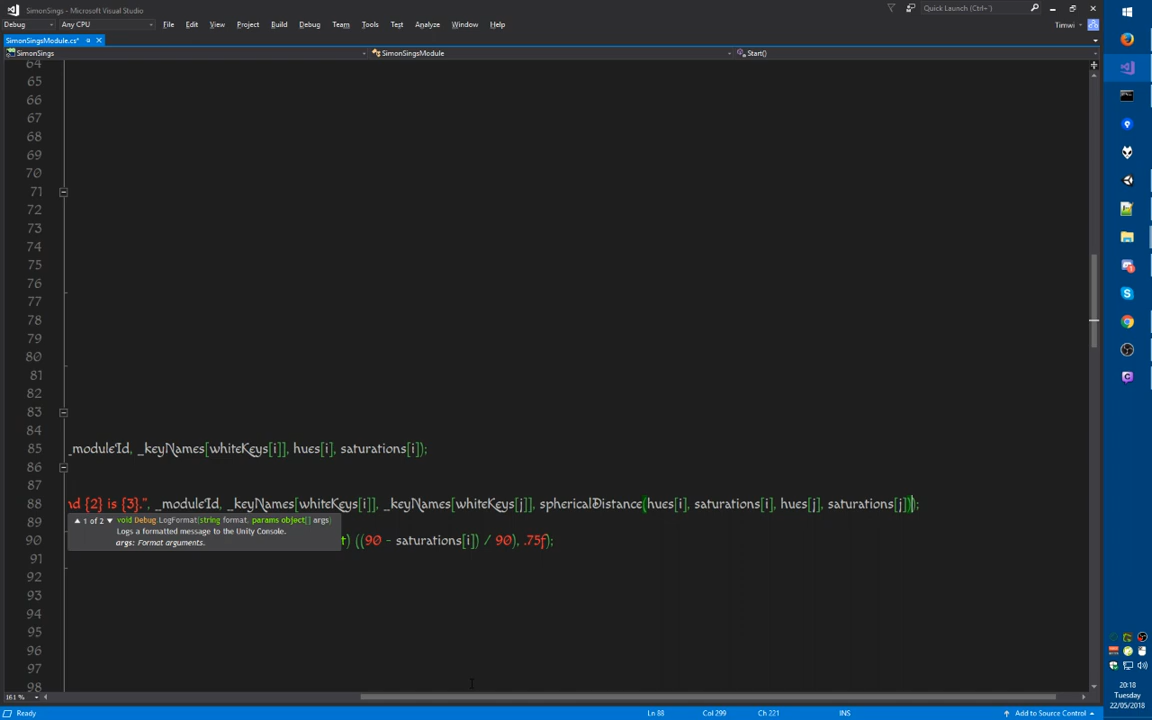 SimonSings - Microsoft Visual Studio
Quick Launch (Ctrl+')
File Edit View Project Build Debug Team Tools Test Analyze Window Help
Timwi
Debug Any CPU
SimonSingsModule.cs*
SimonSings SimonSingsModule Start()
64
65
66
67
68
69
70
71
72
73
74
75
76
77
78
79
80
81
82
83
84
85 _moduleId, _keyNames[whiteKeys[i]], hues[i], saturations[i]);
86
87
88 nd {2} is {3}.", _moduleId, _keyNames[whiteKeys[i]], _keyNames[whiteKeys[j]], sphericalDistance(hues[i], saturations[i], hues[j], saturations[j]));
89
1 of 2 void Debug.LogFormat(string format, params object[] args)
Logs a formatted message to the Unity Console.
args: Format arguments.
90 t) ((90 - saturations[i]) / 90), .75f);
91
92
93
94
95
96
97
98
161 %
Ready Ln 88 Col 299 Ch 221 INS Add to Source Control
20:18
Tuesday
22/05/2018